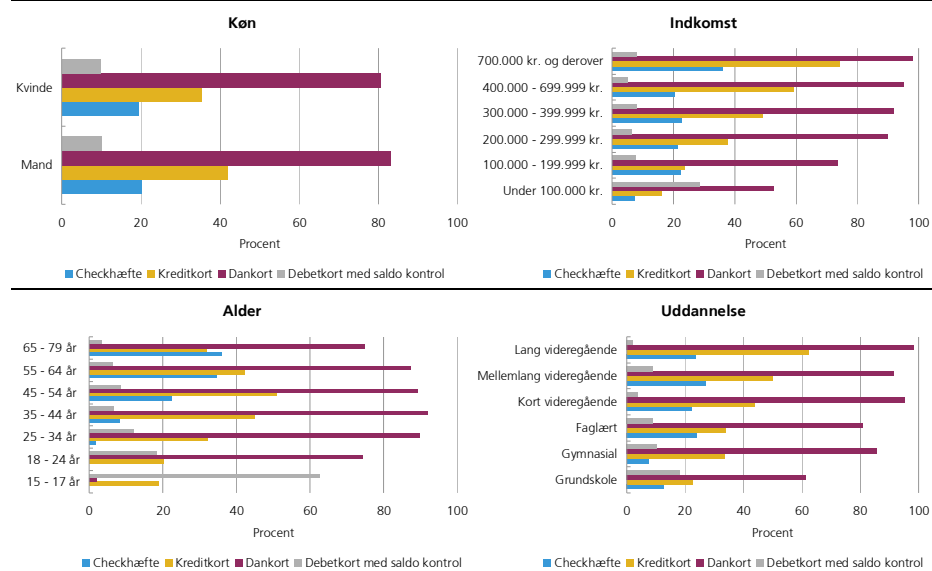 Køn
Kvinde
Mand
0 20 40 60 80 100
Procent
Checkhæfte Kreditkort Dankort Debetkort med saldo kontrol
Indkomst
700.000 kr. og derover
400.000 - 699.999 kr.
300.000 - 399.999 kr.
200.000 - 299.999 kr.
100.000 - 199.999 kr.
Under 100.000 kr.
0 20 40 60 80 100
Procent
Checkhæfte Kreditkort Dankort Debetkort med saldo kontrol
Alder
65 - 79 år
55 - 64 år
45 - 54 år
35 - 44 år
25 - 34 år
18 - 24 år
15 - 17 år
0 20 40 60 80 100
Procent
Checkhæfte Kreditkort Dankort Debetkort med saldo kontrol
Uddannelse
Lang videregående
Mellemlang videregående
Kort videregående
Faglært
Gymnasial
Grundskole
0 20 40 60 80 100
Procent
Checkhæfte Kreditkort Dankort Debetkort med saldo kontrol